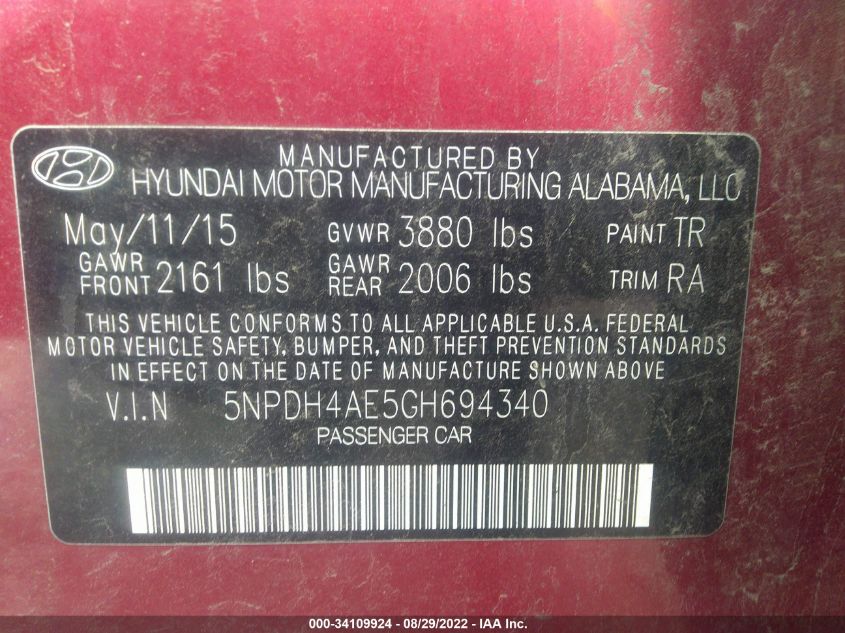 MANUFACTURED BY
HYUNDAI MOTOR MANUFACTURING ALABAMA, LLC
May/11/15 GVWR 3880 lbs PAINT TR
GAWR FRONT 2161 lbs GAWR REAR 2006 lbs TRIM RA
THIS VEHICLE CONFORMS TO ALL APPLICABLE U.S.A. FEDERAL
MOTOR VEHICLE SAFETY, BUMPER, AND THEFT PREVENTION STANDARDS
IN EFFECT ON THE DATE OF MANUFACTURE SHOWN ABOVE
V.I.N 5NPDH4AE5GH694340
PASSENGER CAR
000-34109924 - 08/29/2022 - IAA Inc.